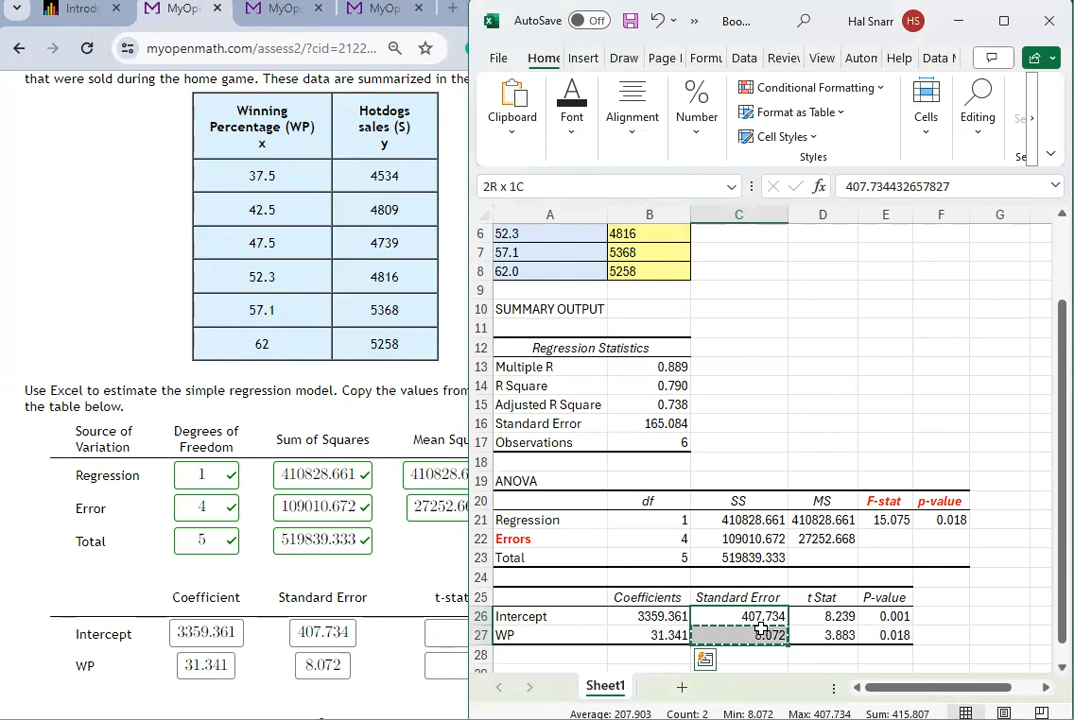 Introdu
MyOpe
MyOpe
MyOp
myopenmath.com/assess2/?cid=2122...
that were sold during the home game. These data are summarized in the
Winning Percentage (WP) x
Hotdogs sales (S) y
37.5 4534
42.5 4809
47.5 4739
52.3 4816
57.1 5368
62 5258
Use Excel to estimate the simple regression model. Copy the values from
the table below.
Source of Variation
Degrees of Freedom
Sum of Squares
Mean Squ
Regression 1 410828.661 410828.6
Error 4 109010.672 27252.66
Total 5 519839.333
Coefficient Standard Error t-stat
Intercept 3359.361 407.734
WP 31.341 8.072
AutoSave Off Boo... Hal Snarr HS
File Home Insert Draw Page l Formu Data Review View Auton Help Data M
Clipboard
Font
Alignment
Number
Conditional Formatting
Format as Table
Cell Styles
Styles
Cells
Editing
Se
Se
2R x 1C fx 407.734432657827
A B C D E F G
6 52.3 4816
7 57.1 5368
8 62.0 5258
9
10 SUMMARY OUTPUT
11
12 Regression Statistics
13 Multiple R 0.889
14 R Square 0.790
15 Adjusted R Square 0.738
16 Standard Error 165.084
17 Observations 6
18
19 ANOVA
20 df SS MS F-stat p-value
21 Regression 1 410828.661 410828.661 15.075 0.018
22 Errors 4 109010.672 27252.668
23 Total 5 519839.333
24
25 Coefficients Standard Error t Stat P-value
26 Intercept 3359.361 407.734 8.239 0.001
27 WP 31.341 8.072 3.883 0.018
28
Sheet1
Average: 207.903 Count: 2 Min: 8.072 Max: 407.734 Sum: 415.807